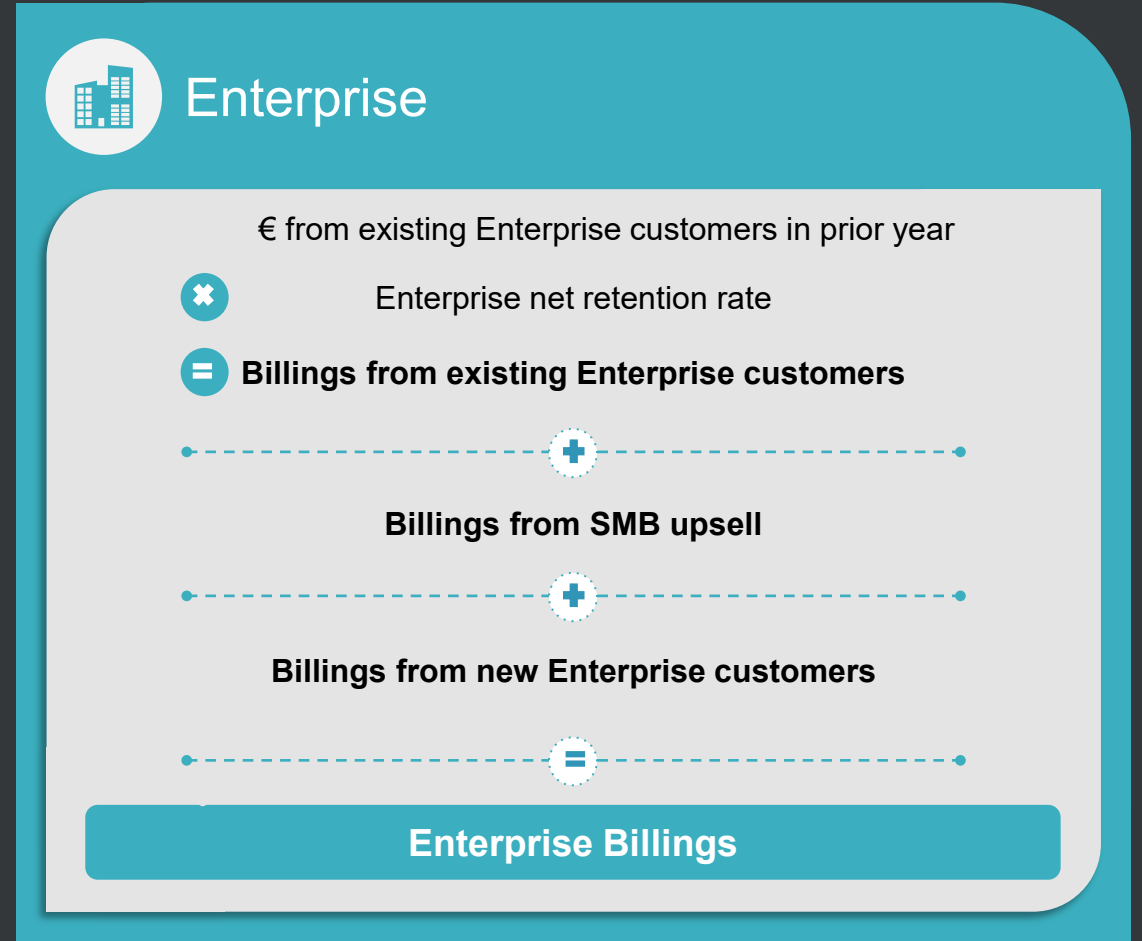 Enterprise
€ from existing Enterprise customers in prior year
Enterprise net retention rate
Billings from existing Enterprise customers
Billings from SMB upsell
Billings from new Enterprise customers
Enterprise Billings